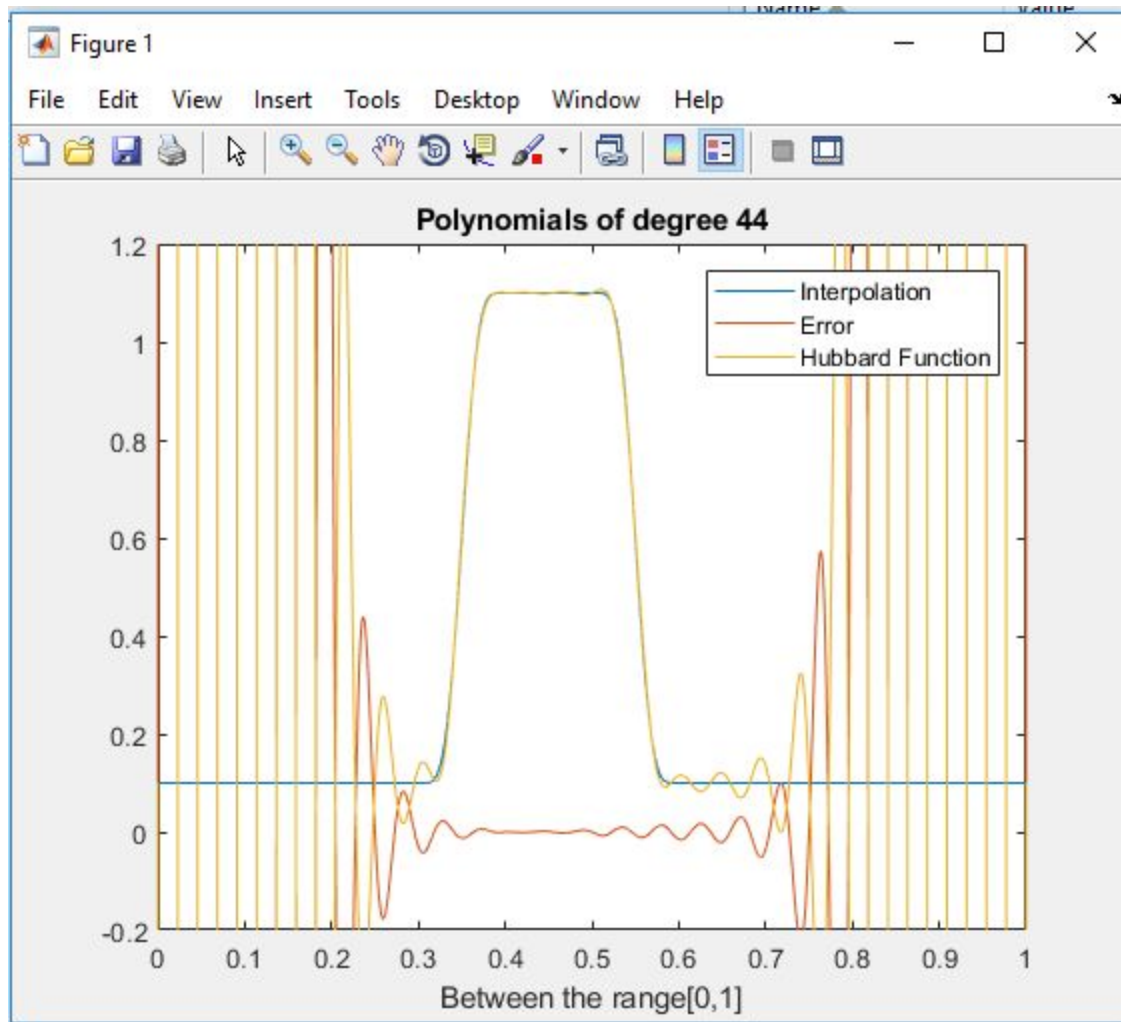 Name Value
Figure 1
File Edit View Insert Tools Desktop Window Help
Polynomials of degree 44
1.2
1
0.8
0.6
0.4
0.2
0
-0.2
Interpolation
Error
Hubbard Function
0 0.1 0.2 0.3 0.4 0.5 0.6 0.7 0.8 0.9 1
Between the range[0,1]